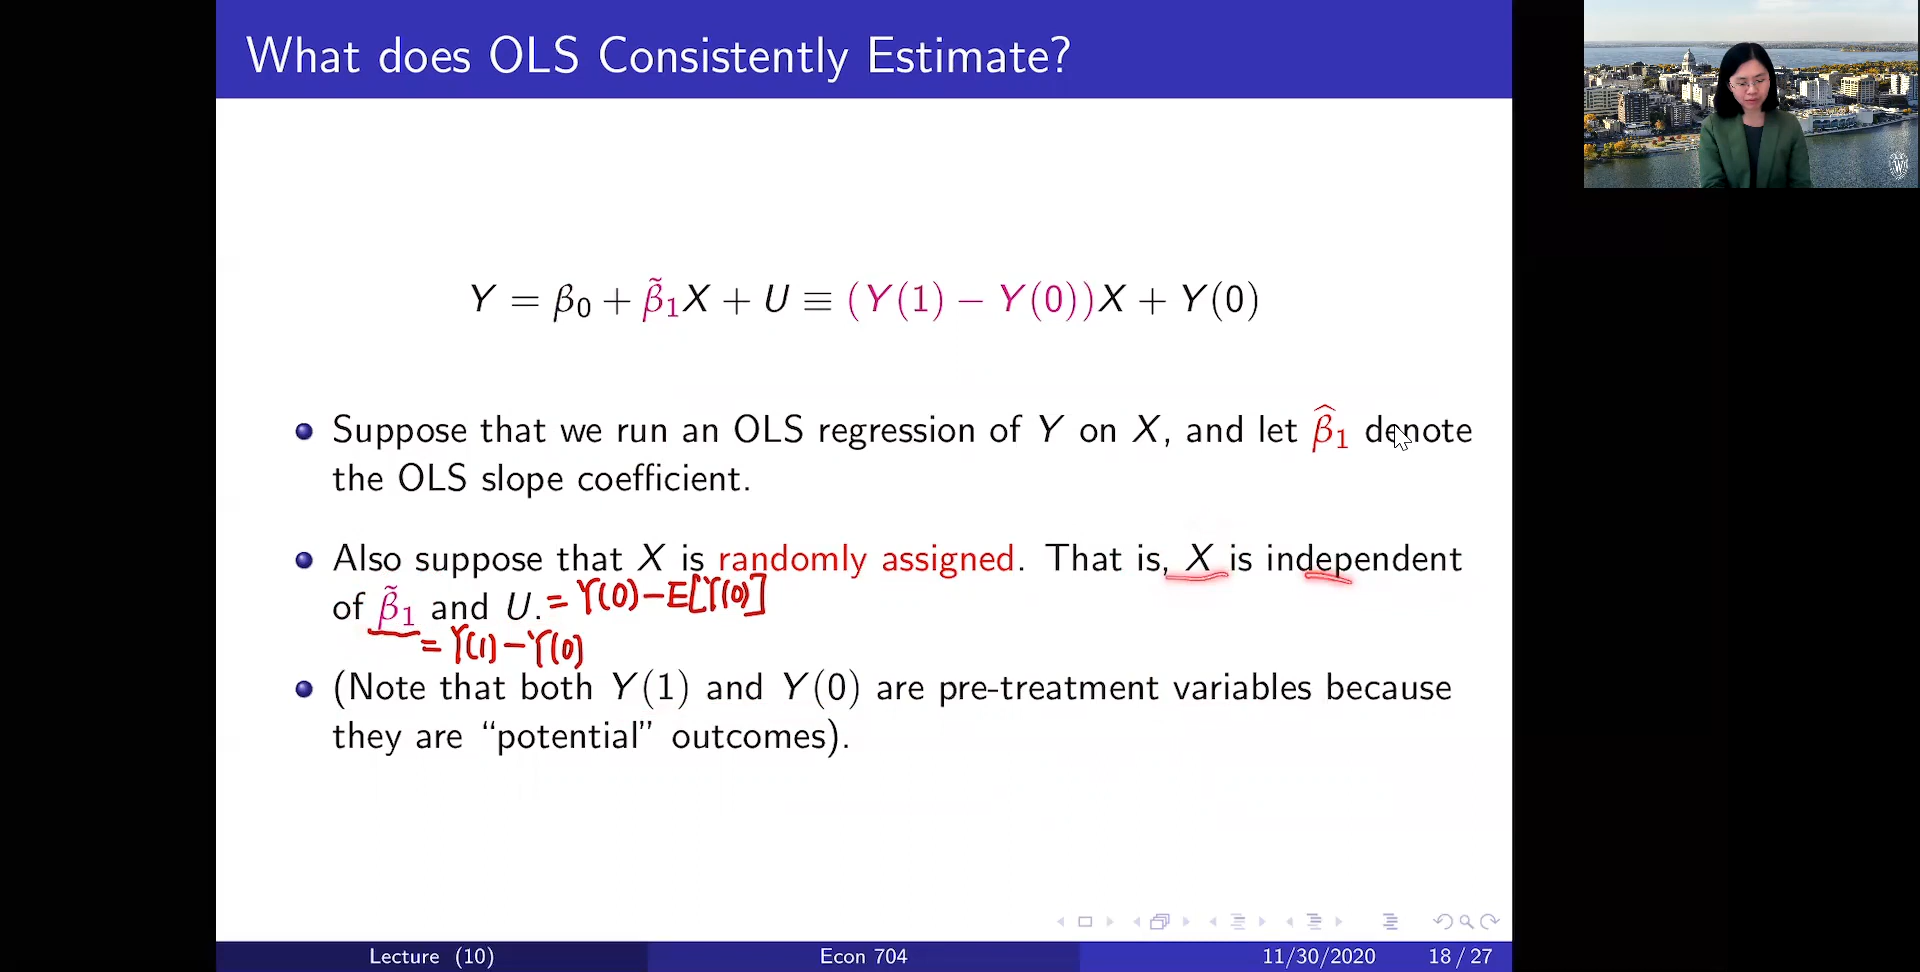 What does OLS Consistently Estimate?
Y = β₀ + β̃₁X + U ≡ (Y(1) − Y(0))X + Y(0)
• Suppose that we run an OLS regression of Y on X, and let β̂₁ denote
the OLS slope coefficient.
• Also suppose that X is randomly assigned. That is, X is independent
of β̃₁ and U. = Y(0) − E[Y(0)]
= Y(1) − Y(0)
• (Note that both Y(1) and Y(0) are pre-treatment variables because
they are “potential” outcomes).
Lecture (10) Econ 704 11/30/2020 18 / 27
W